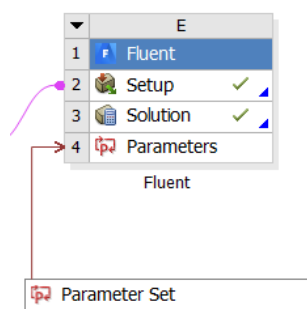 E
1 Fluent
2 Setup
3 Solution
4 Parameters
Fluent
Parameter Set